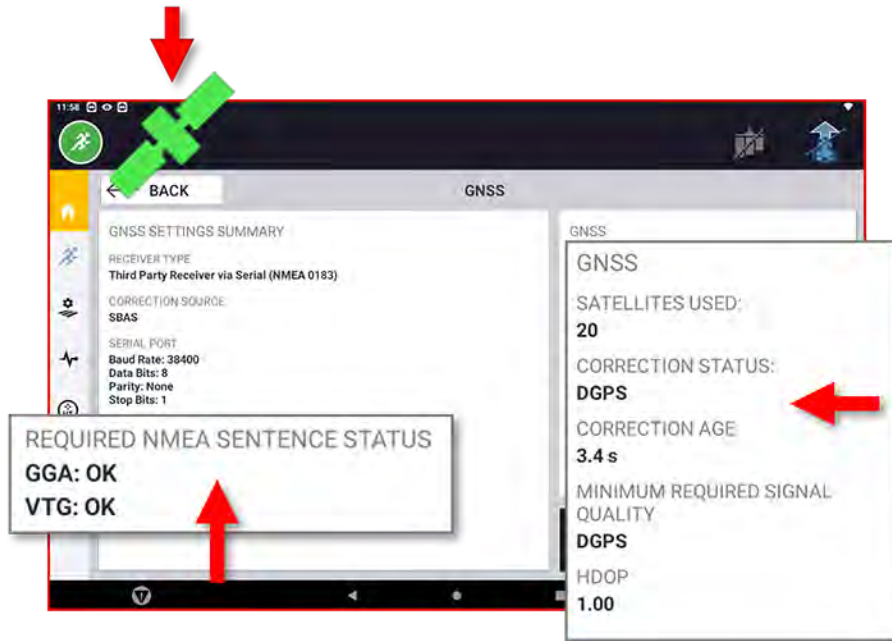 11:58
BACK
GNSS
GNSS SETTINGS SUMMARY
RECEIVER TYPE
Third Party Receiver via Serial (NMEA 0183)
CORRECTION SOURCE
SBAS
SERIAL PORT
Baud Rate: 38400
Data Bits: 8
Parity: None
Stop Bits: 1
REQUIRED NMEA SENTENCE STATUS
GGA: OK
VTG: OK
GNSS
GNSS
SATELLITES USED:
20
CORRECTION STATUS:
DGPS
CORRECTION AGE
3.4 s
MINIMUM REQUIRED SIGNAL
QUALITY
DGPS
HDOP
1.00